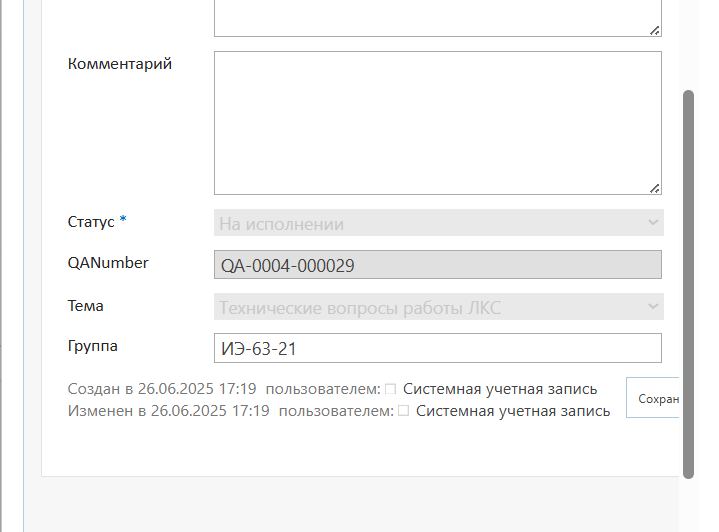 Комментарий
Статус *
На исполнении
QANumber
QA-0004-000029
Тема
Технические вопросы работы ЛКС
Группа
ИЭ-63-21
Создан в 26.06.2025 17:19 пользователем: Системная учетная запись
Изменен в 26.06.2025 17:19 пользователем: Системная учетная запись
Сохран